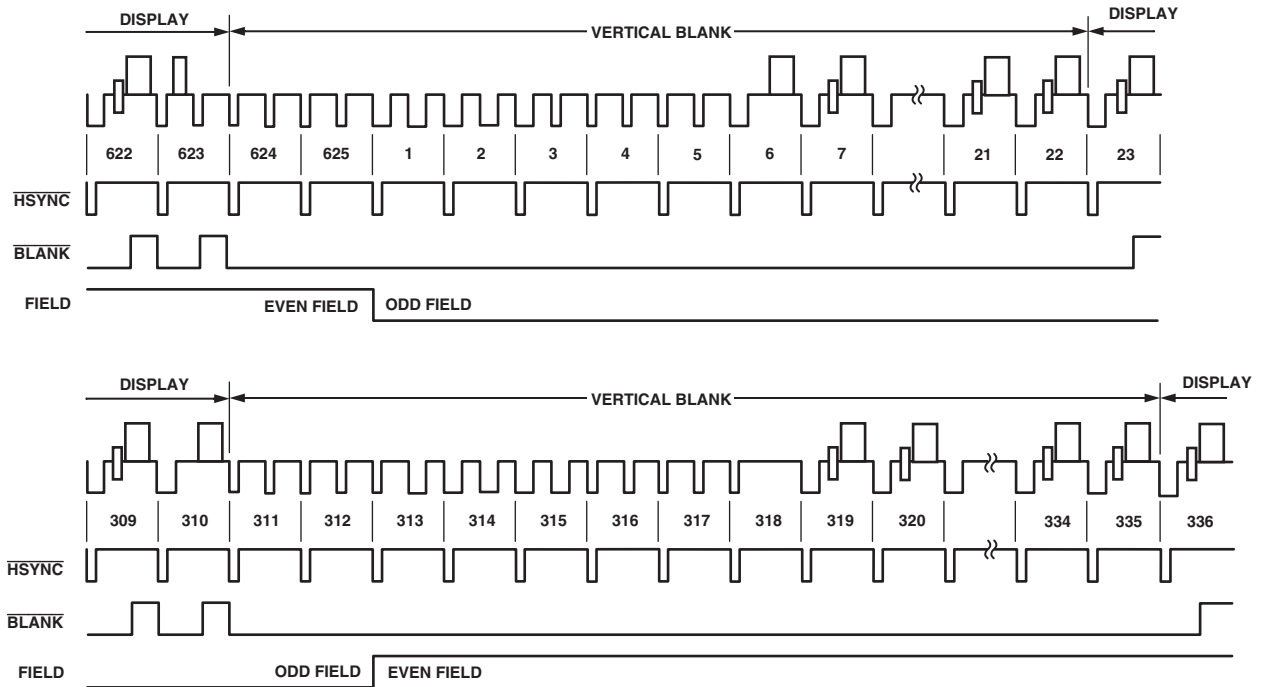 DISPLAY VERTICAL BLANK DISPLAY
622 623 624 625 1 2 3 4 5 6 7 21 22 23
HSYNC
BLANK
FIELD EVEN FIELD ODD FIELD
DISPLAY VERTICAL BLANK DISPLAY
309 310 311 312 313 314 315 316 317 318 319 320 334 335 336
HSYNC
BLANK
FIELD ODD FIELD EVEN FIELD